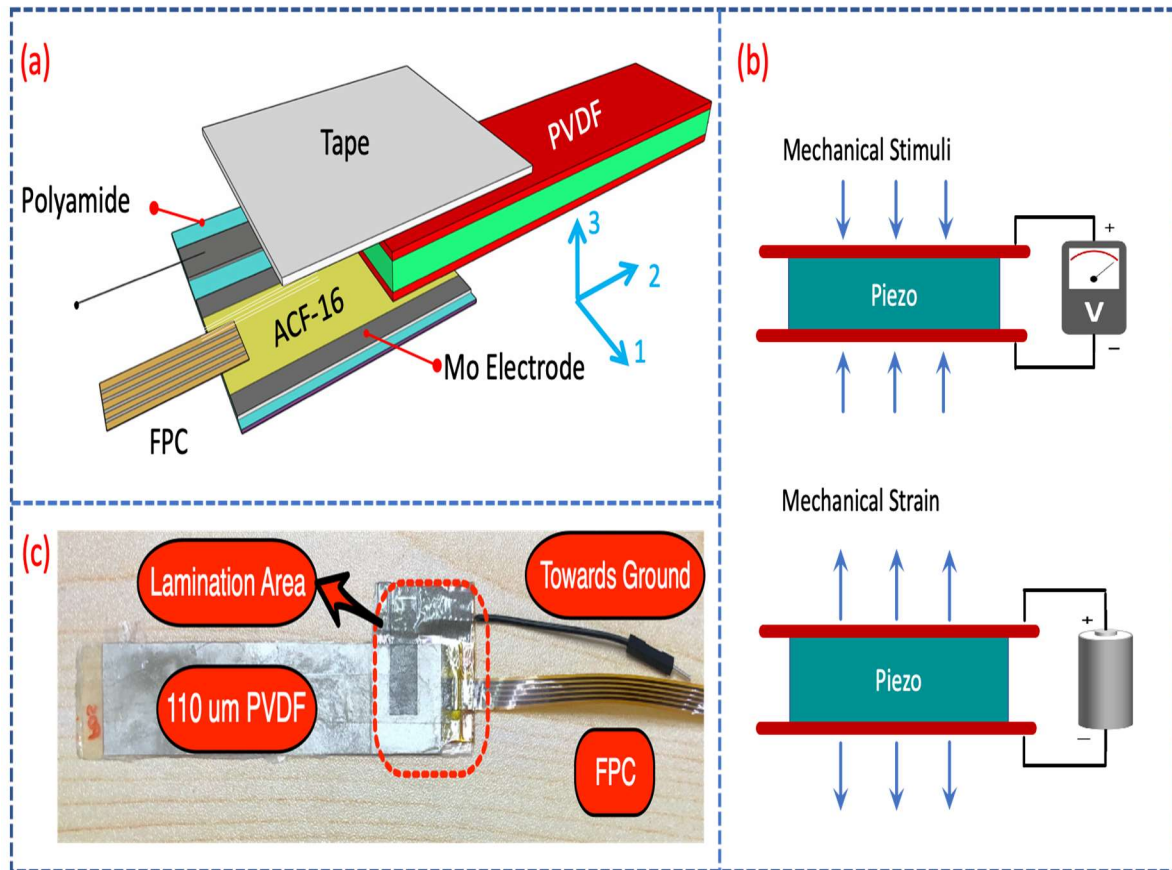 (a)
Tape
PVDF
Polyamide
3
2
1
ACF-16
Mo Electrode
FPC
(b)
Mechanical Stimuli
+
Piezo
V
–
Mechanical Strain
+
Piezo
–
(c)
Lamination Area
Towards Ground
110 um PVDF
FPC